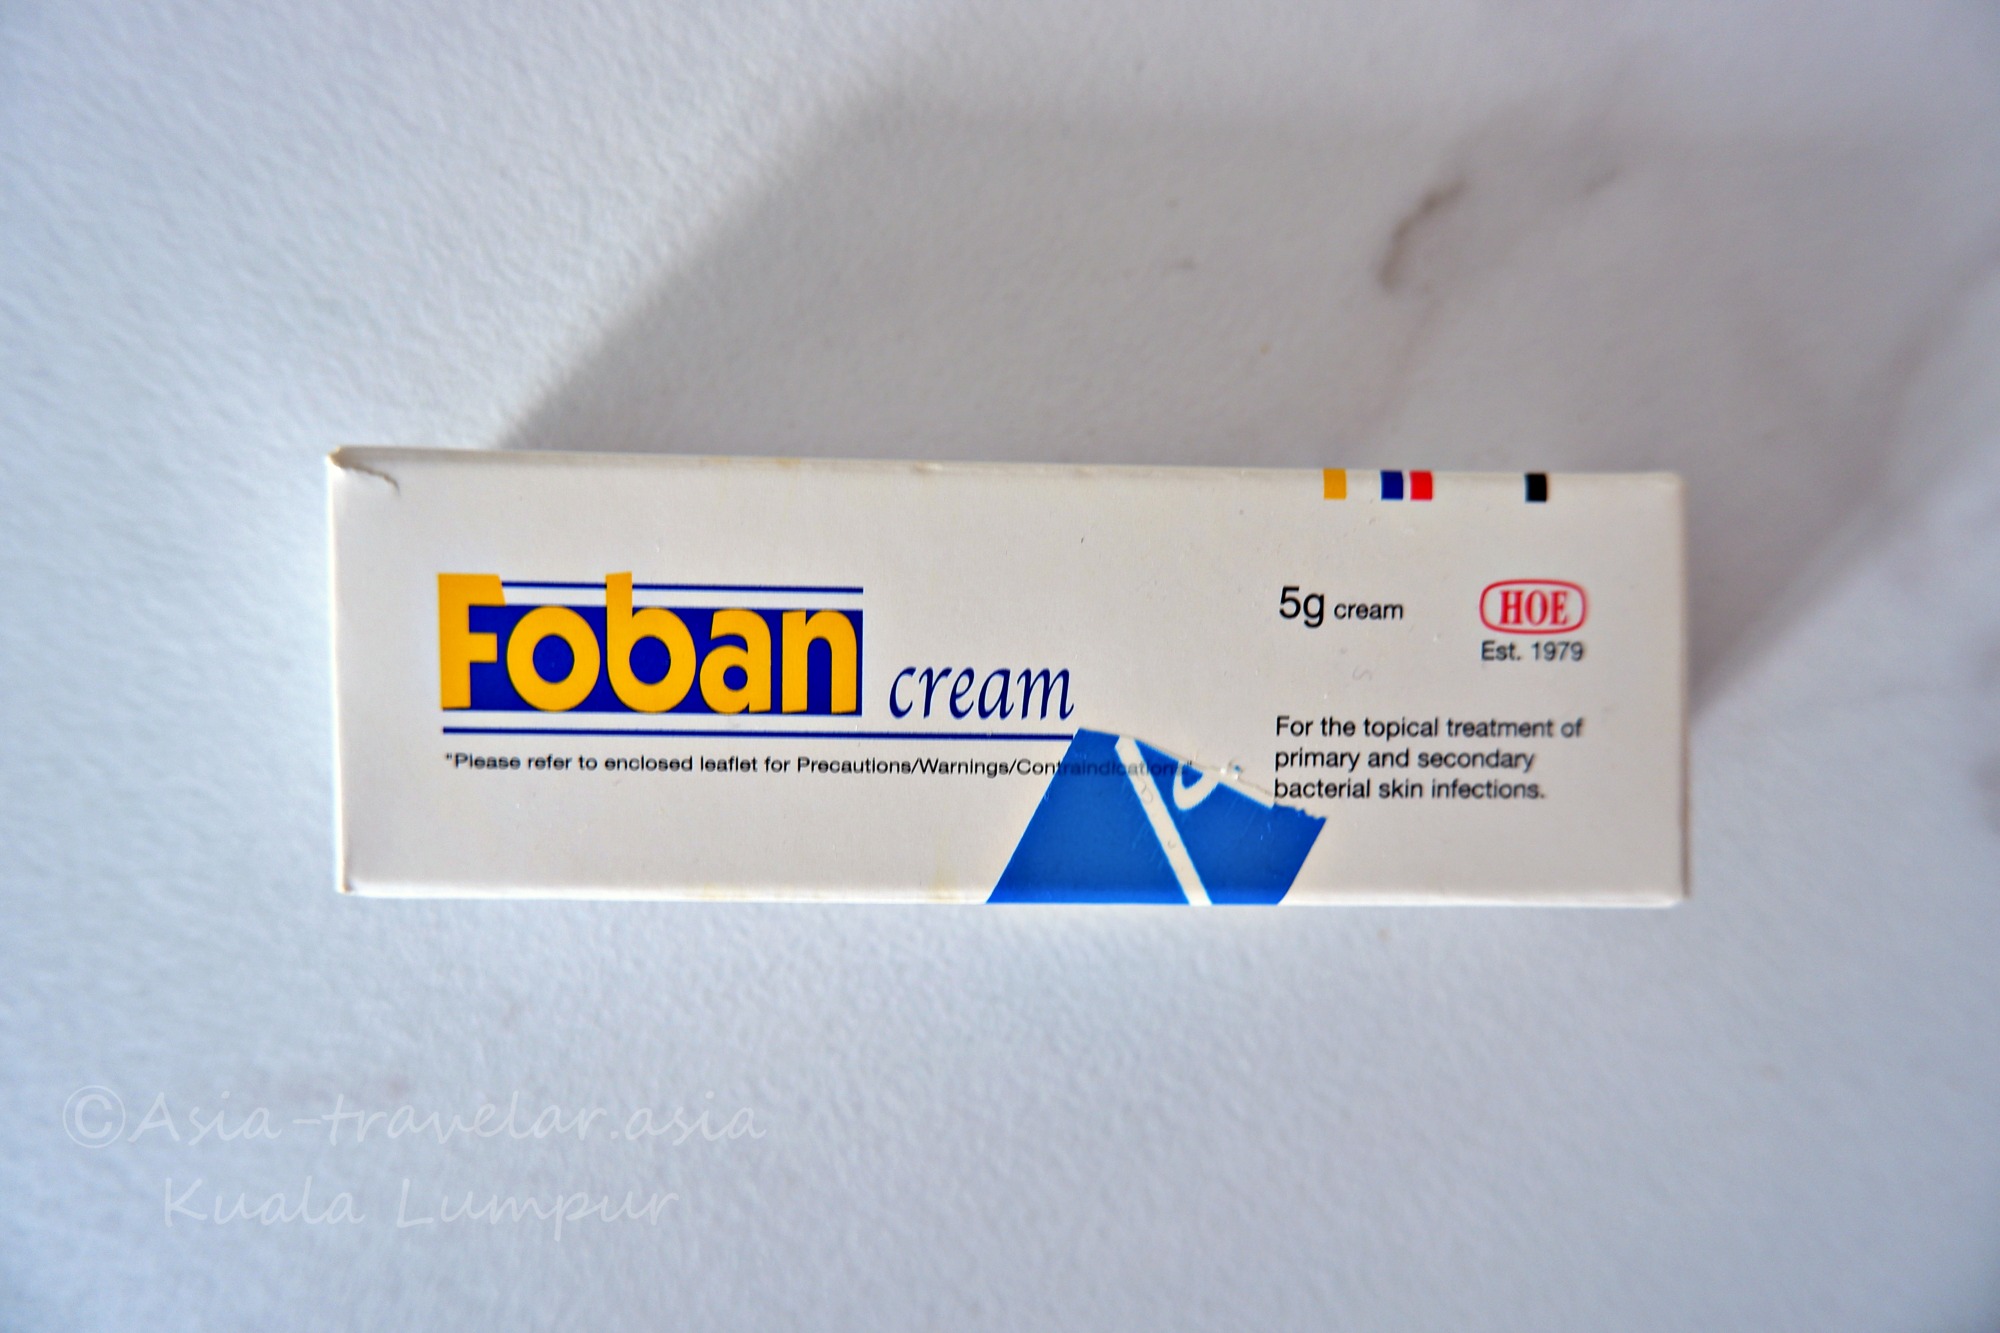 Foban cream
"Please refer to enclosed leaflet for Precautions/Warnings/Contraindications"
5g cream
HOE
Est. 1979
For the topical treatment of
primary and secondary
bacterial skin infections.
©Asia-travelar.asia
Kuala Lumpur